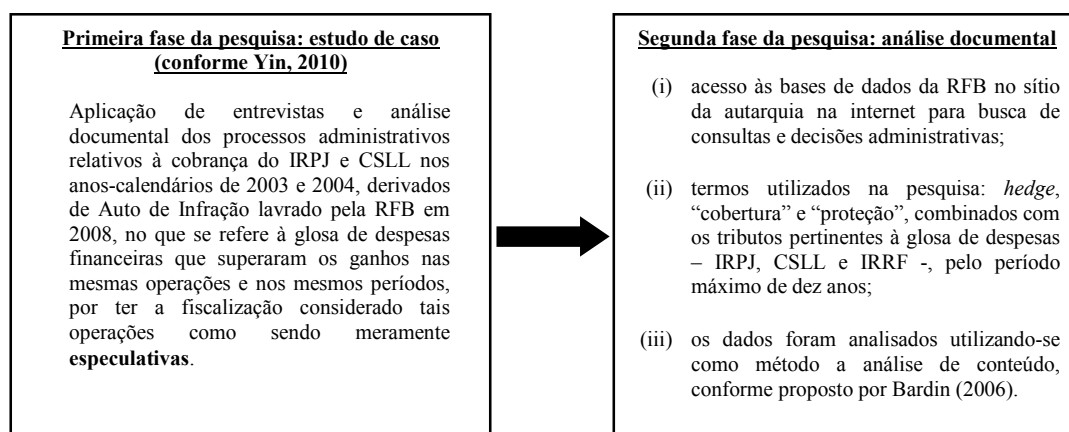 Primeira fase da pesquisa: estudo de caso
(conforme Yin, 2010)
Aplicação de entrevistas e análise
documental dos processos administrativos
relativos à cobrança do IRPJ e CSLL nos
anos-calendários de 2003 e 2004, derivados
de Auto de Infração lavrado pela RFB em
2008, no que se refere à glosa de despesas
financeiras que superaram os ganhos nas
mesmas operações e nos mesmos períodos,
por ter a fiscalização considerado tais
operações como sendo meramente
especulativas.
Segunda fase da pesquisa: análise documental
(i) acesso às bases de dados da RFB no sítio
da autarquia na internet para busca de
consultas e decisões administrativas;
(ii) termos utilizados na pesquisa: hedge,
“cobertura” e “proteção”, combinados com
os tributos pertinentes à glosa de despesas
– IRPJ, CSLL e IRRF -, pelo período
máximo de dez anos;
(iii) os dados foram analisados utilizando-se
como método a análise de conteúdo,
conforme proposto por Bardin (2006).